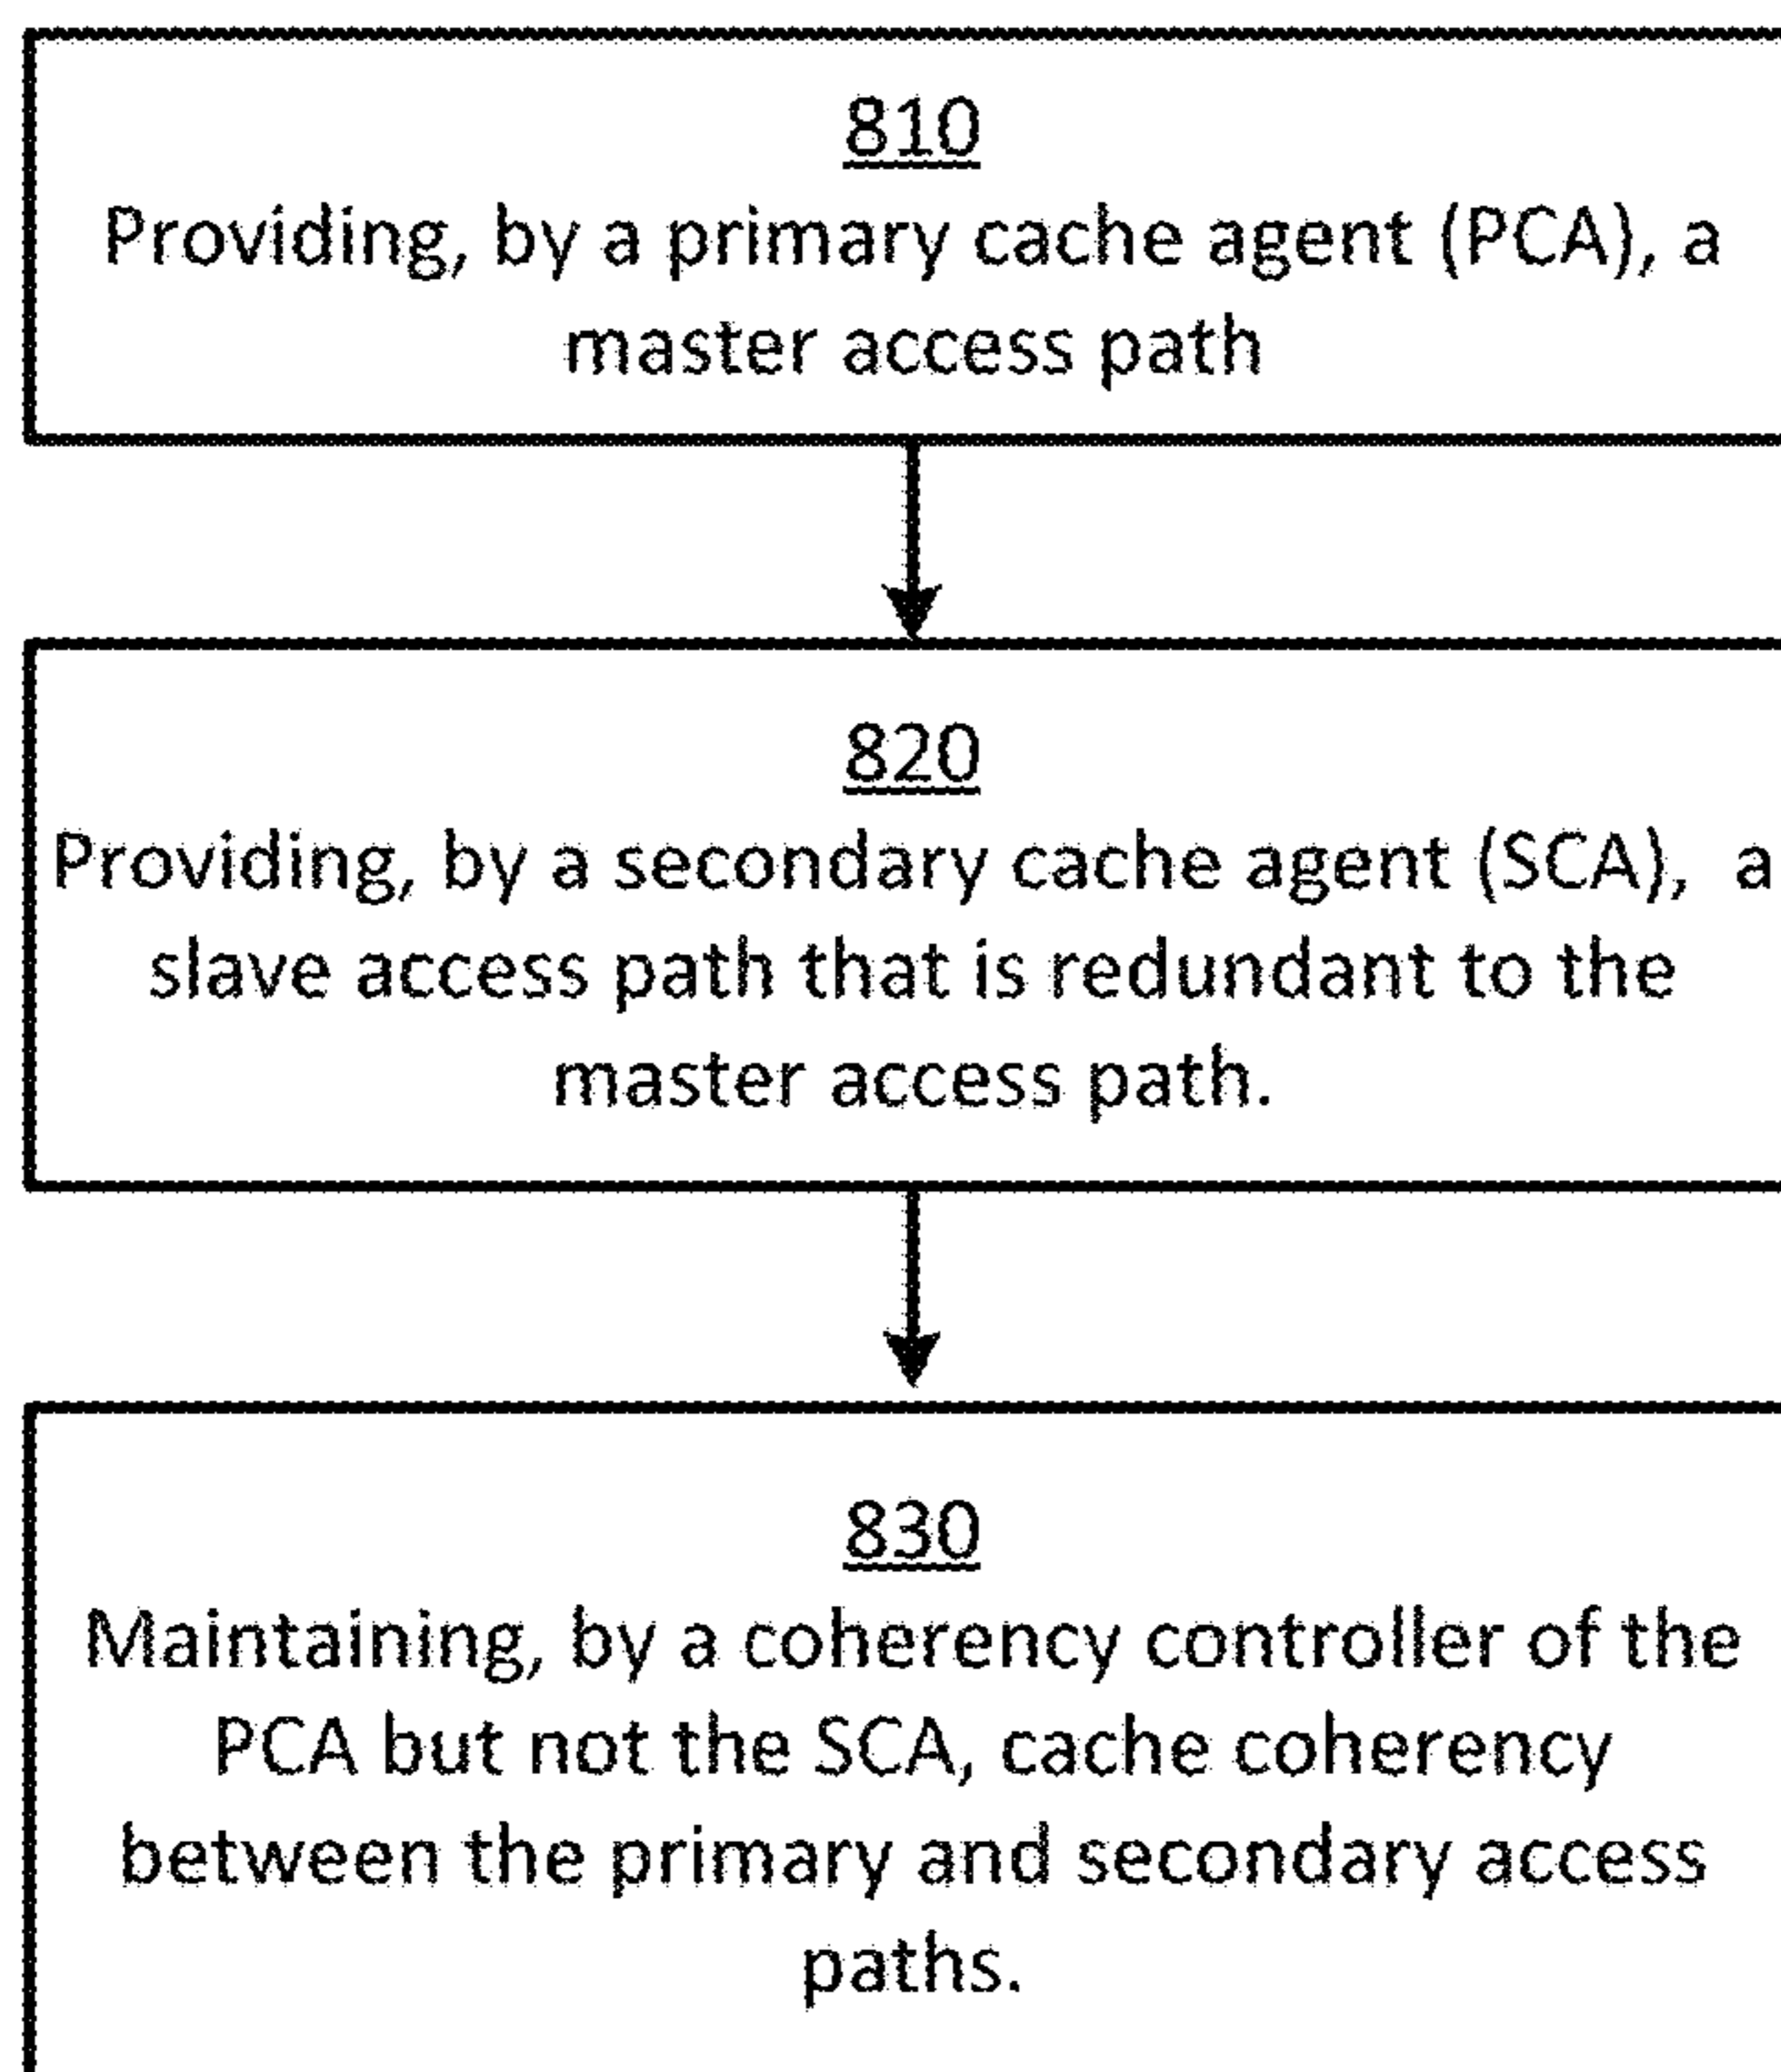 810
Providing, by a primary cache agent (PCA), a
master access path
820
Providing, by a secondary cache agent (SCA),  a
slave access path that is redundant to the
master access path.
830
Maintaining, by a coherency controller of the
PCA but not the SCA, cache coherency
between the primary and secondary access
paths.